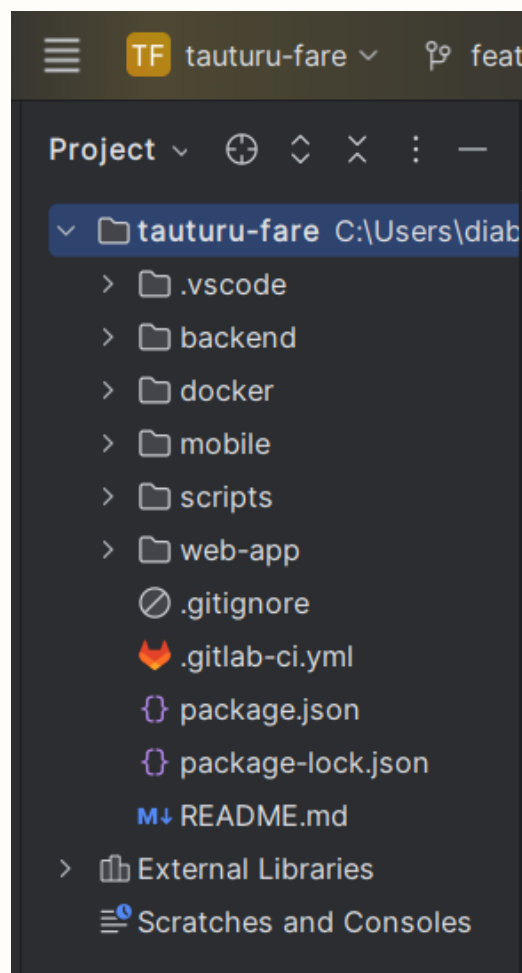 TF tauturu-fare feat
Project
tauturu-fare C:\Users\diab
.vscode
backend
docker
mobile
scripts
web-app
.gitignore
.gitlab-ci.yml
{} package.json
{} package-lock.json
M↓ README.md
External Libraries
Scratches and Consoles